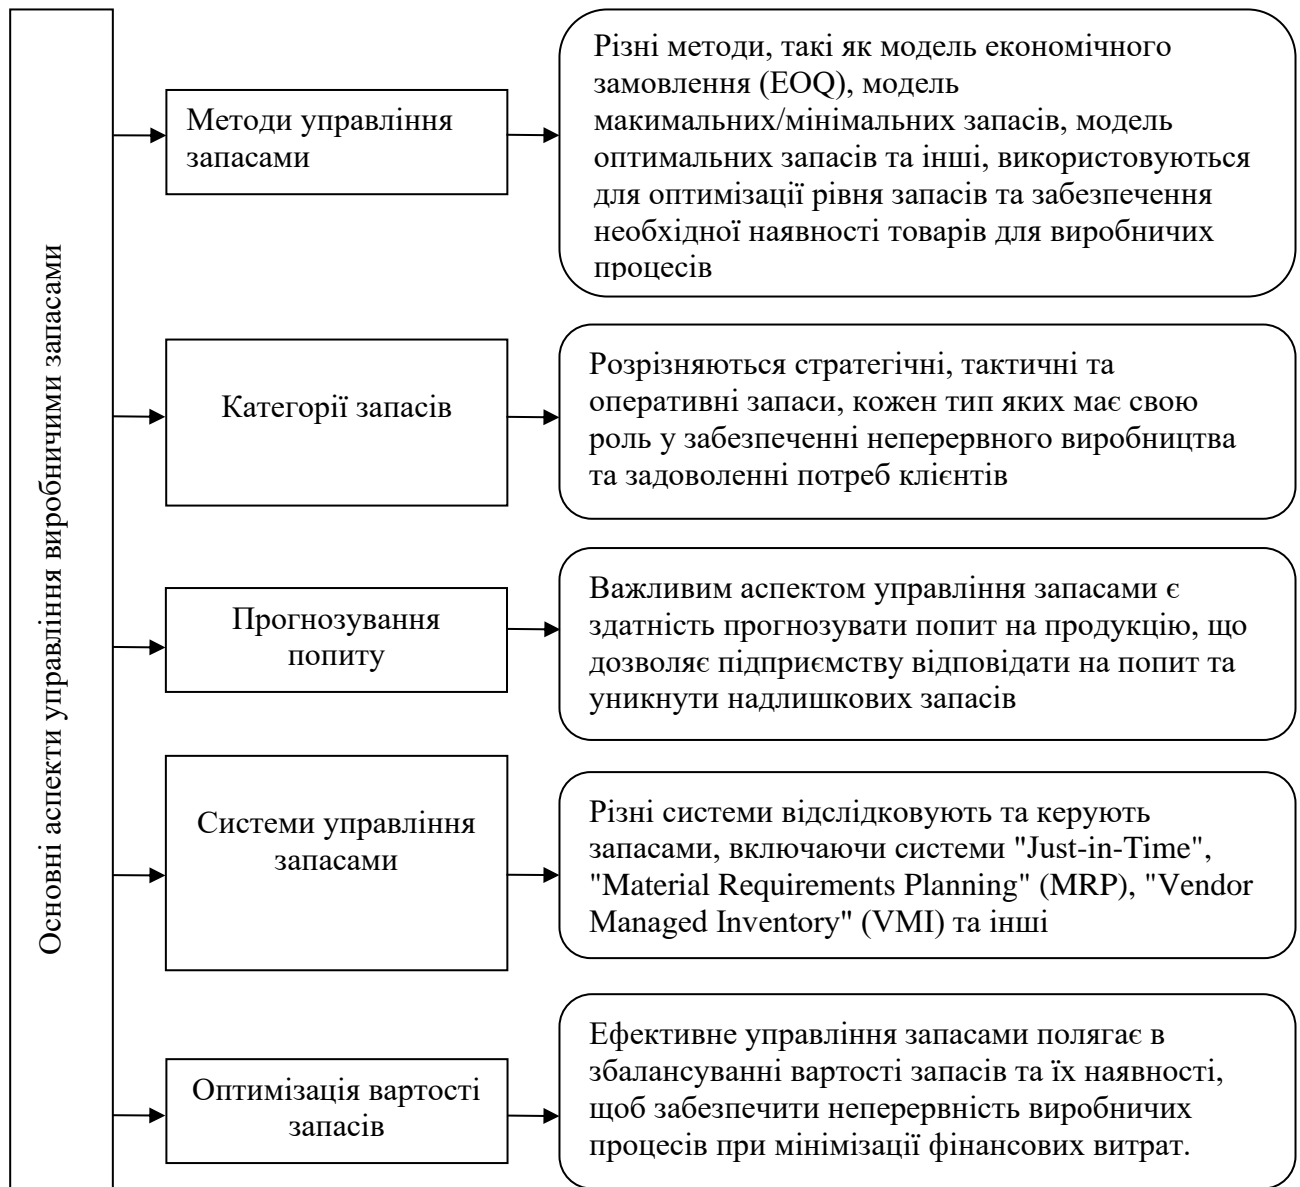 Основні аспекти управління виробничими запасами
Методи управління
запасами
Різні методи, такі як модель економічного
замовлення (EOQ), модель
макимальних/мінімальних запасів, модель
оптимальних запасів та інші, використовуються
для оптимізації рівня запасів та забезпечення
необхідної наявності товарів для виробничих
процесів
Категорії запасів
Розрізняються стратегічні, тактичні та
оперативні запаси, кожен тип яких має свою
роль у забезпеченні неперервного виробництва
та задоволенні потреб клієнтів
Прогнозування
попиту
Важливим аспектом управління запасами є
здатність прогнозувати попит на продукцію, що
дозволяє підприємству відповідати на попит та
уникнути надлишкових запасів
Системи управління
запасами
Різні системи відслідковують та керують
запасами, включаючи системи "Just-in-Time",
"Material Requirements Planning" (MRP), "Vendor
Managed Inventory" (VMI) та інші
Оптимізація вартості
запасів
Ефективне управління запасами полягає в
збалансуванні вартості запасів та їх наявності,
щоб забезпечити неперервність виробничих
процесів при мінімізації фінансових витрат.